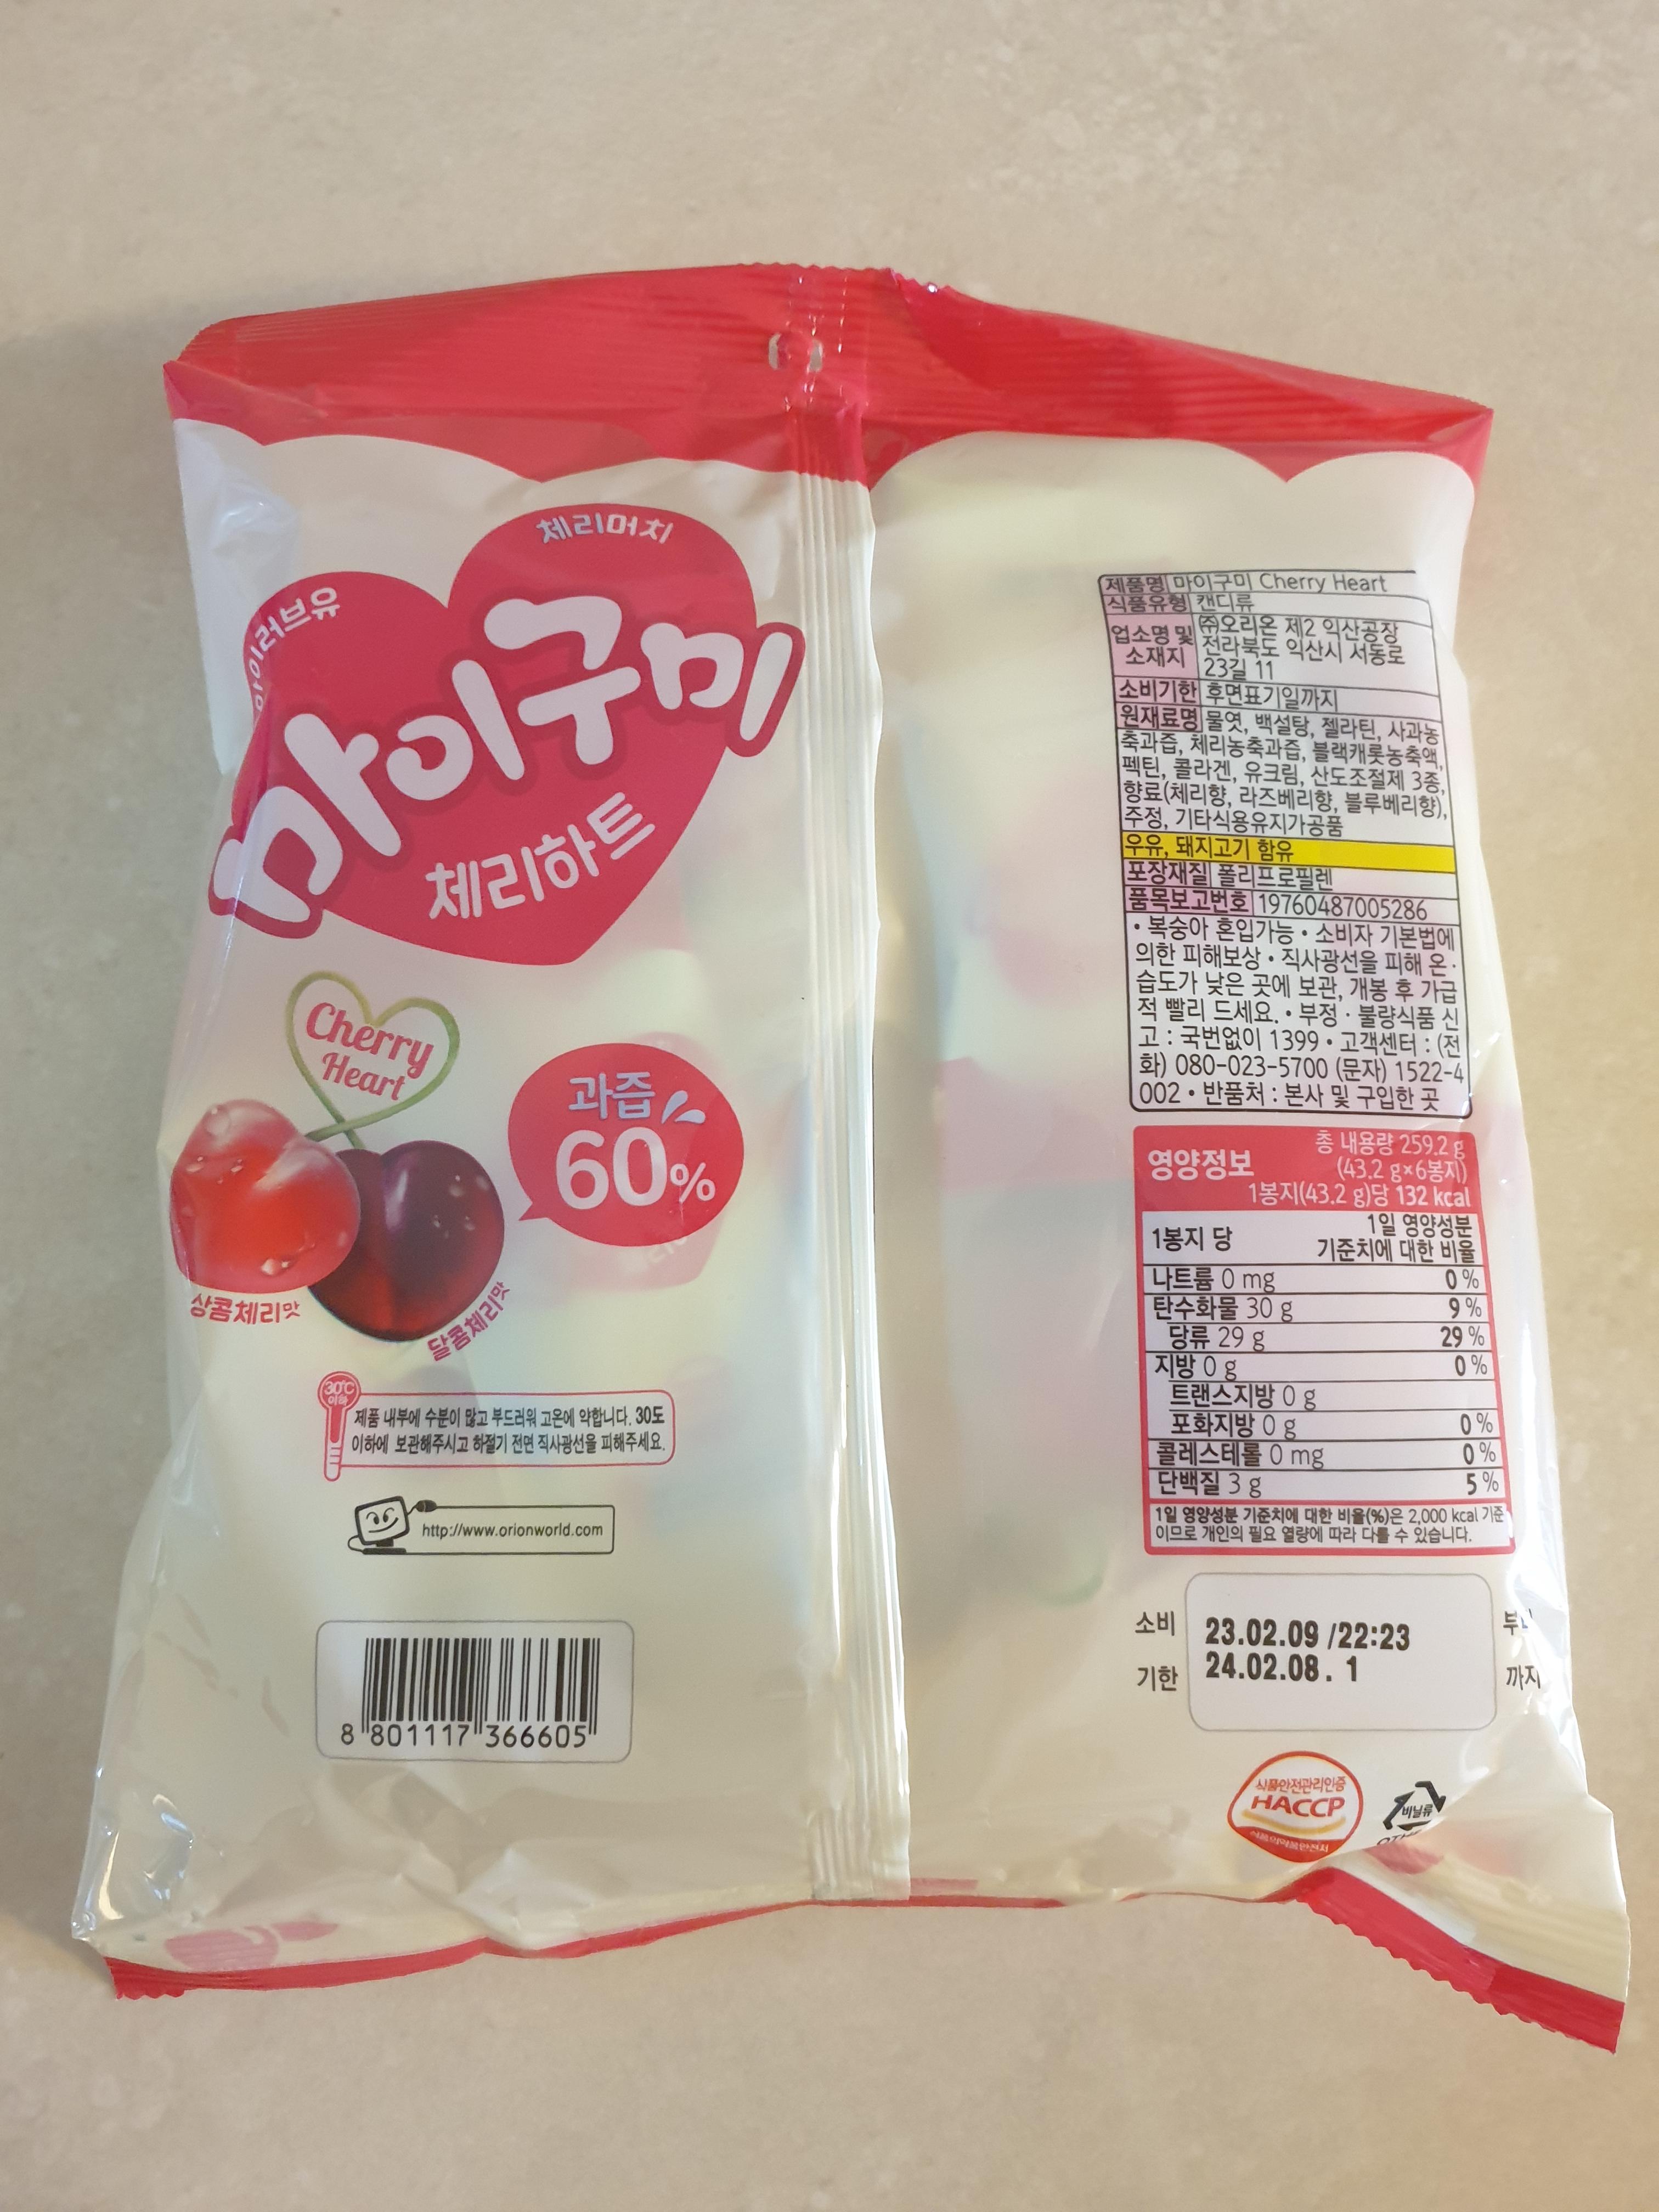 체리머치
아이러브유
마이구미
체리하트
Cherry
Heart
과즙
60%
상콤체리맛
달콤체리맛
30℃
이하
제품 내부에 수분이 많고 부드러워 고온에 약합니다. 30도
이하에 보관해주시고 하절기 전면 직사광선을 피해주세요.
http://www.orionworld.com
8 801117 366605
제품명 마이구미 Cherry Heart
식품유형 캔디류
업소명 및 소재지 ㈜오리온 제2 익산공장
전라북도 익산시 서동로
23길 11
소비기한 후면표기일까지
원재료명 물엿, 백설탕, 젤라틴, 사과농
축과즙, 체리농축과즙, 블랙캐롯농축액,
펙틴, 콜라겐, 유크림, 산도조절제 3종,
향료(체리향, 라즈베리향, 블루베리향),
주정, 기타식용유지가공품
우유, 돼지고기 함유
포장재질 폴리프로필렌
품목보고번호 19760487005286
• 복숭아 혼입가능 • 소비자 기본법에
의한 피해보상 • 직사광선을 피해 온·
습도가 낮은 곳에 보관, 개봉 후 가급
적 빨리 드세요. • 부정 · 불량식품 신
고 : 국번없이 1399 • 고객센터 : (전
화) 080-023-5700 (문자) 1522-4
002 • 반품처 : 본사 및 구입한 곳
영양정보
총 내용량 259.2 g
(43.2 g×6봉지)
1봉지(43.2 g)당 132 kcal
1봉지 당
1일 영양성분
기준치에 대한 비율
나트륨 0 mg 0 %
탄수화물 30 g 9 %
당류 29 g 29 %
지방 0 g 0 %
트랜스지방 0 g
포화지방 0 g 0 %
콜레스테롤 0 mg 0 %
단백질 3 g 5 %
1일 영양성분 기준치에 대한 비율(%)은 2,000 kcal 기준
이므로 개인의 필요 열량에 따라 다를 수 있습니다.
소비
기한
23.02.09 /22:23
24.02.08. 1
까지
식품안전관리인증
HACCP
식품의약품안전처
비닐류